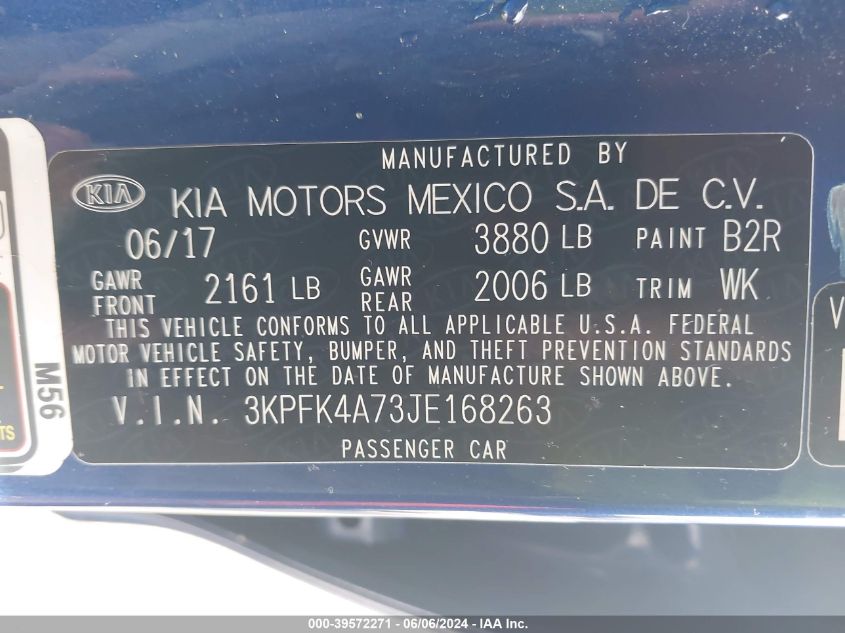 MANUFACTURED BY
KIA KIA MOTORS MEXICO S.A. DE C.V.
06/17 GVWR 3880 LB PAINT B2R
GAWR FRONT 2161 LB GAWR REAR 2006 LB TRIM WK
THIS VEHICLE CONFORMS TO ALL APPLICABLE U.S.A. FEDERAL
MOTOR VEHICLE SAFETY, BUMPER, AND THEFT PREVENTION STANDARDS
IN EFFECT ON THE DATE OF MANUFACTURE SHOWN ABOVE.
V.I.N. 3KPFK4A73JE168263
PASSENGER CAR
M56
TS
V
000-39572271 - 06/06/2024 - IAA Inc.